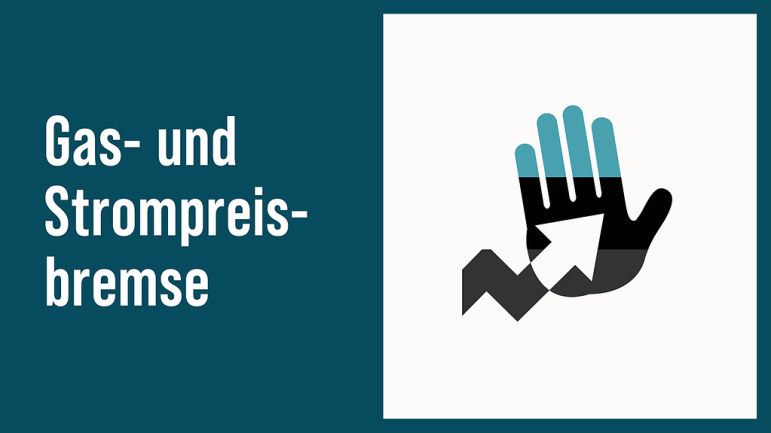 Gas- und
Strompreis-
bremse